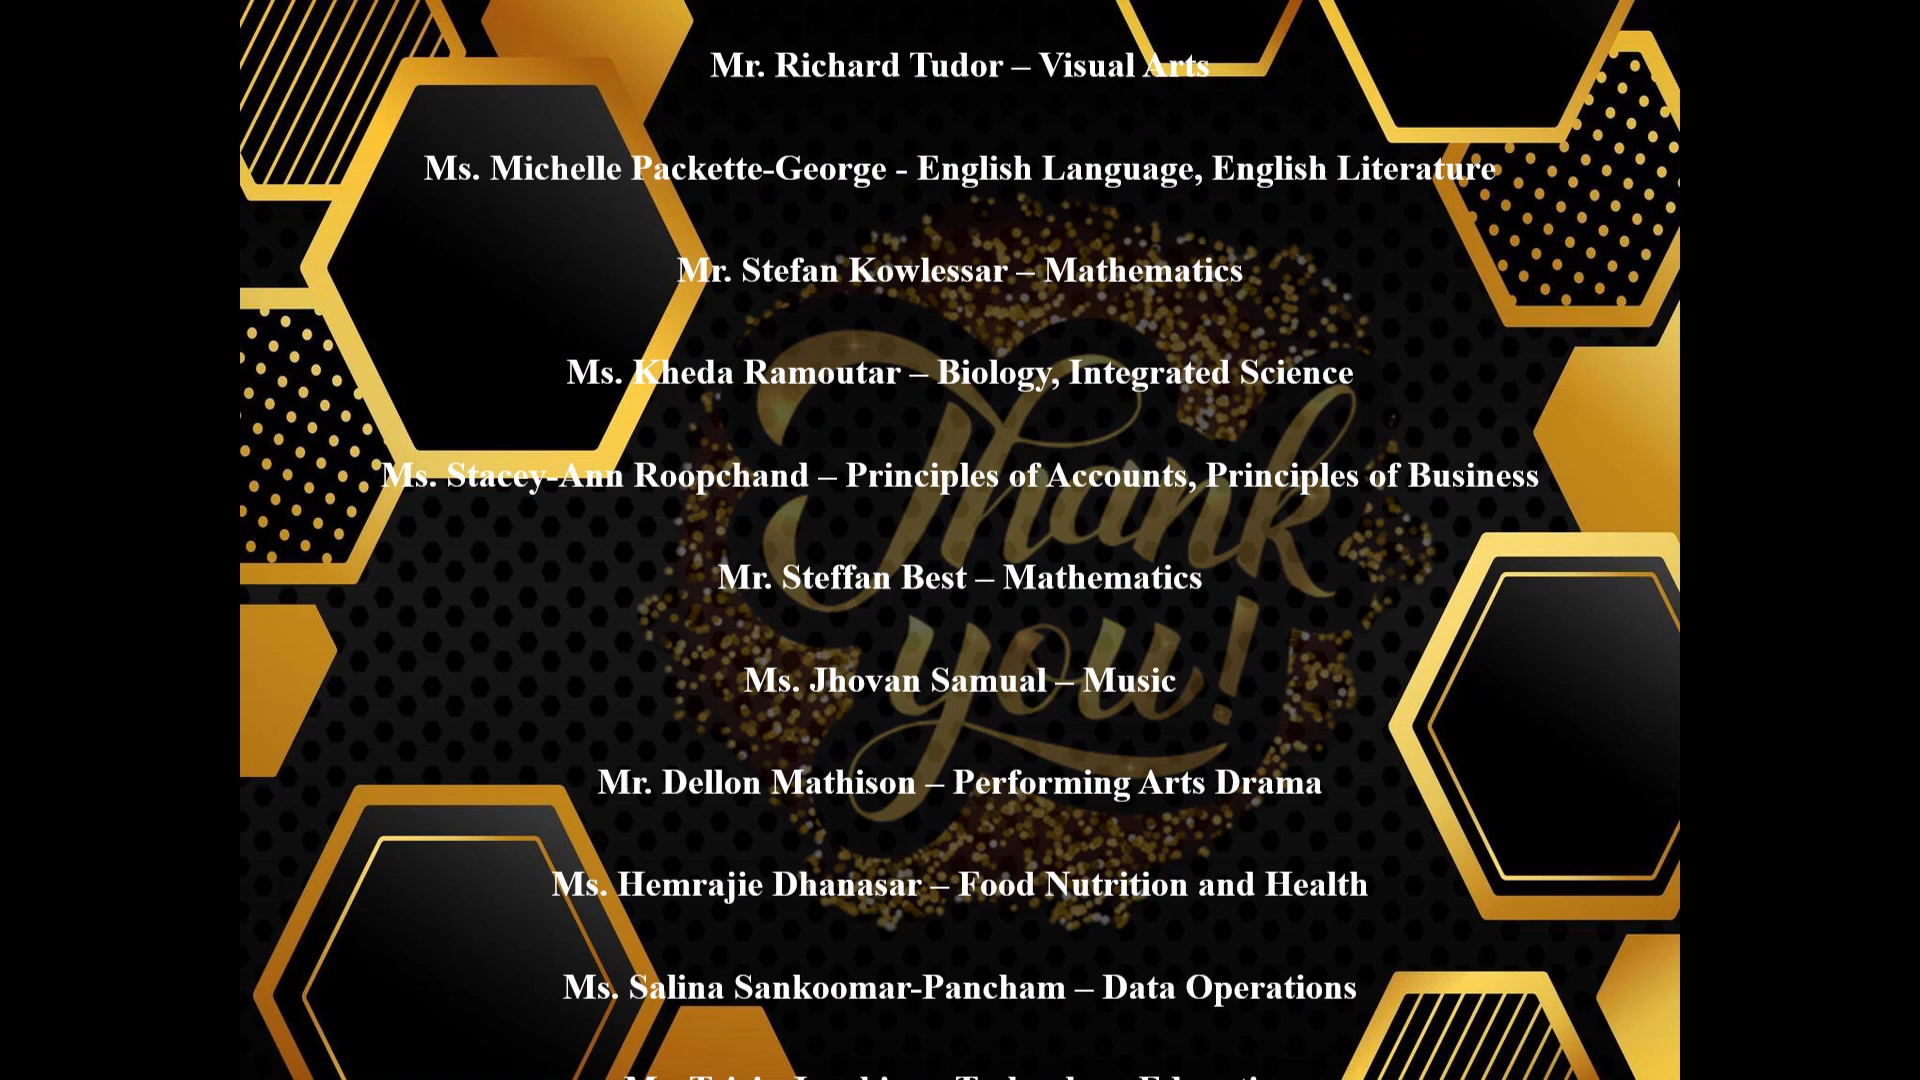 Mr. Richard Tudor – Visual Arts
Ms. Michelle Packette-George - English Language, English Literature
Mr. Stefan Kowlessar – Mathematics
Ms. Kheda Ramoutar – Biology, Integrated Science
Thank
Ms. Stacey-Ann Roopchand – Principles of Accounts, Principles of Business
Mr. Steffan Best – Mathematics
you!
Ms. Jhovan Samual – Music
Mr. Dellon Mathison – Performing Arts Drama
Ms. Hemrajie Dhanasar – Food Nutrition and Health
Ms. Salina Sankoomar-Pancham – Data Operations